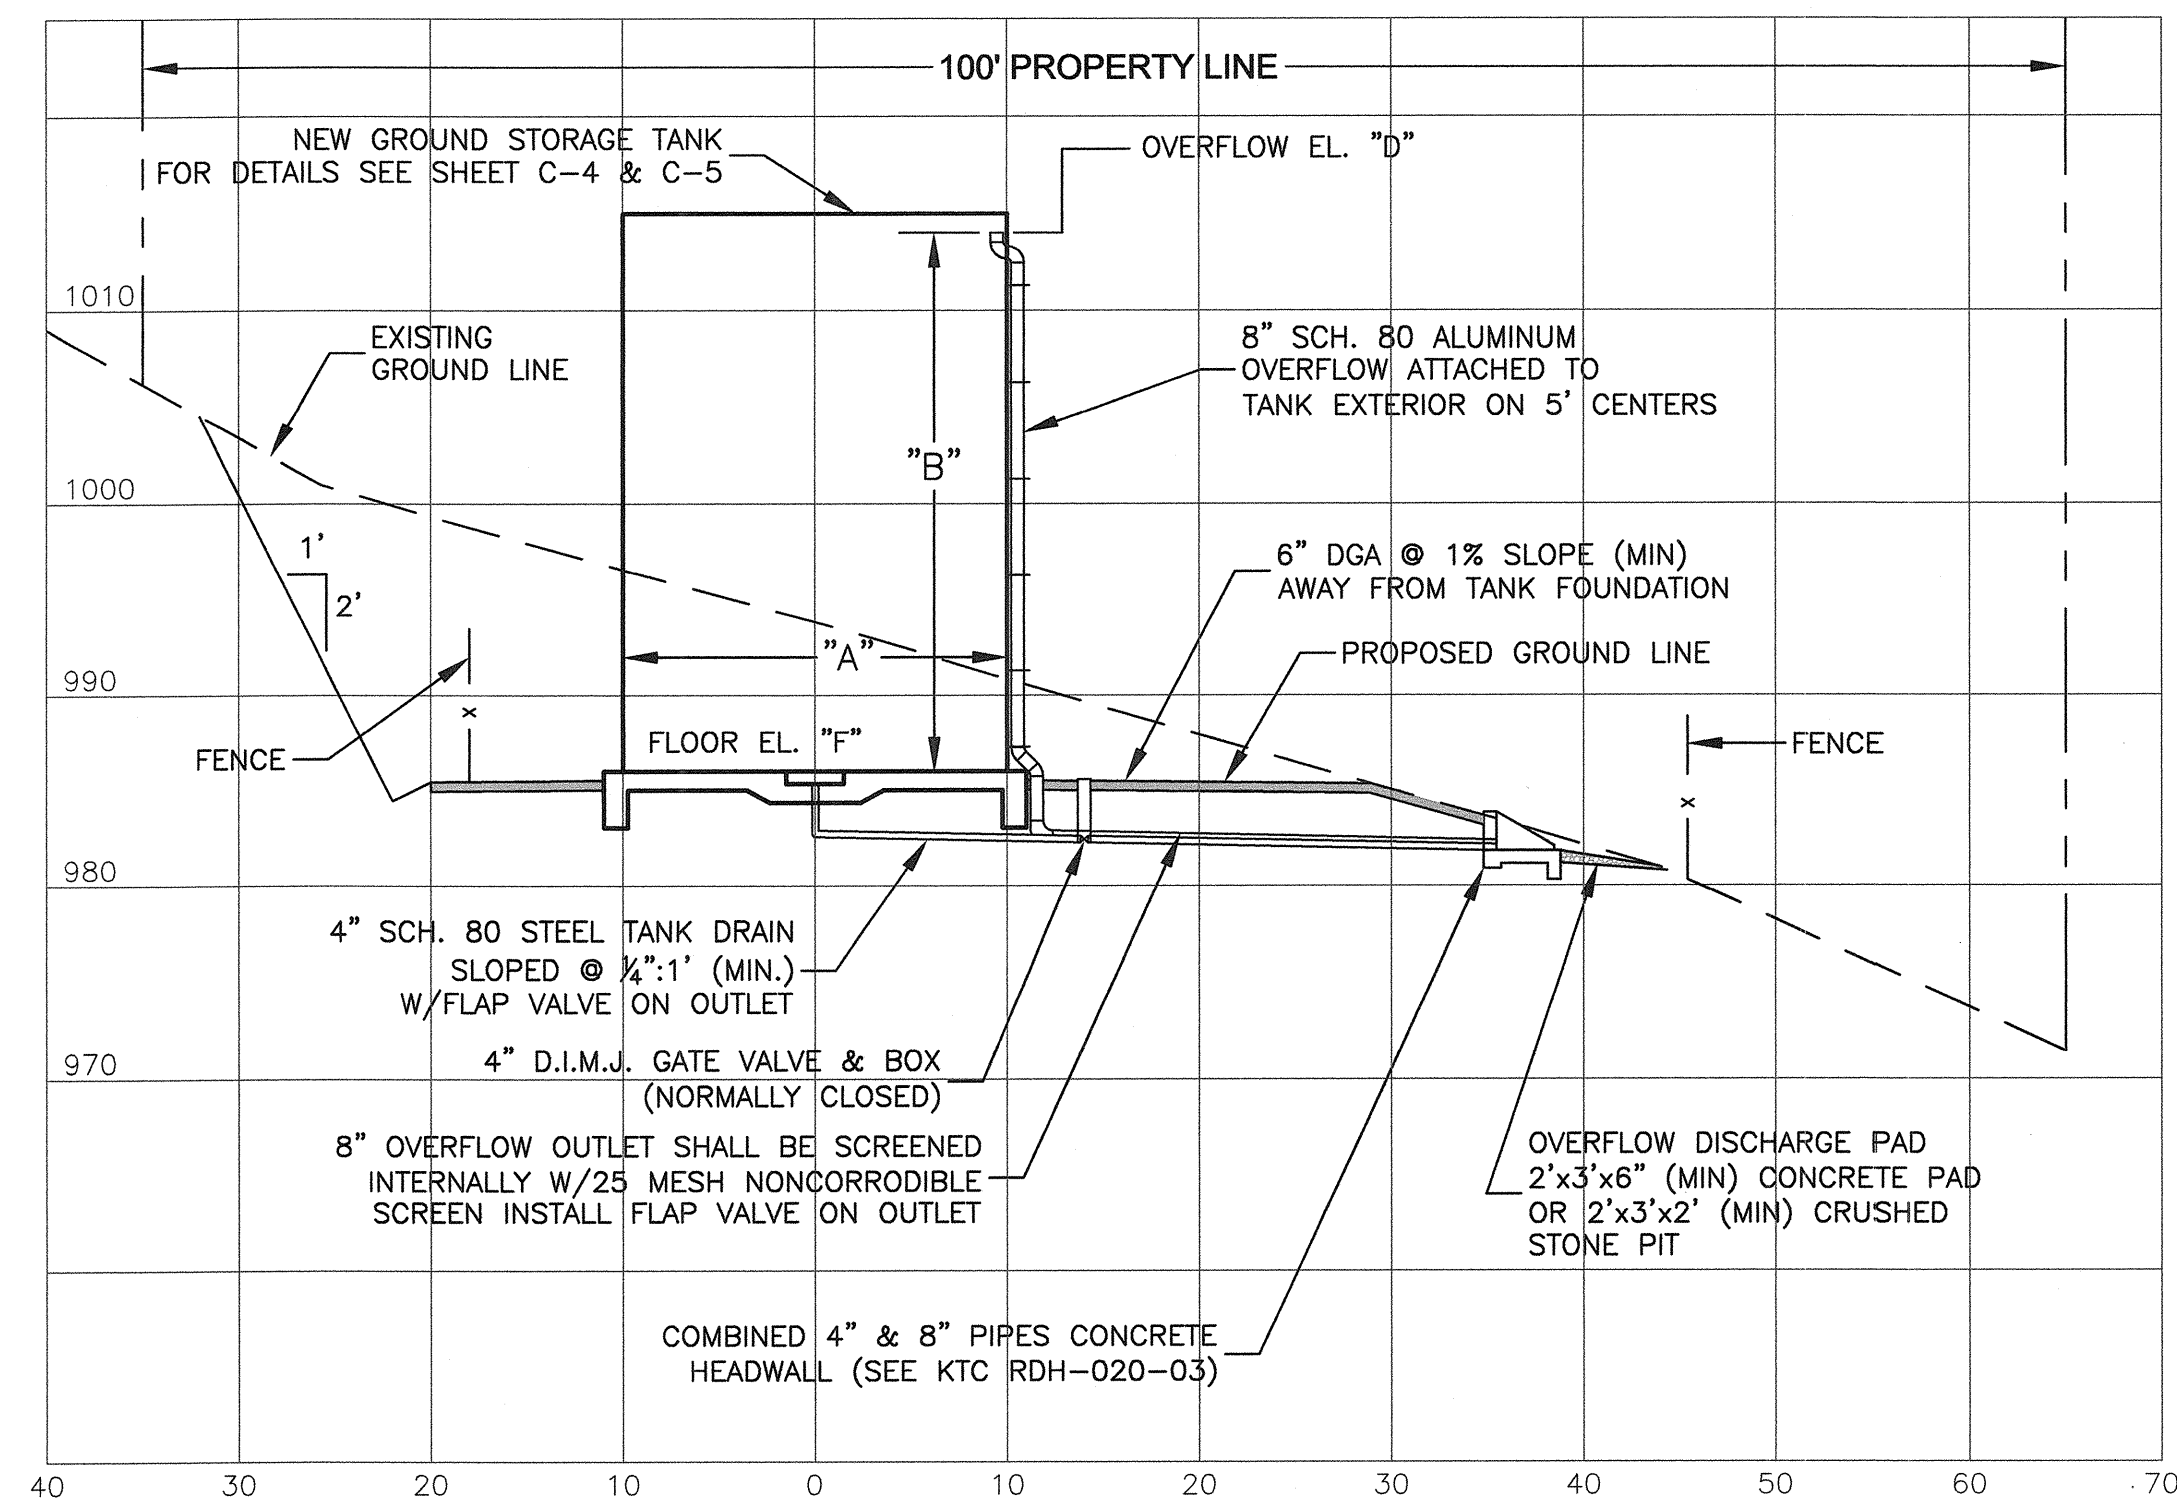 100' PROPERTY LINE
NEW GROUND STORAGE TANK
FOR DETAILS SEE SHEET C-4 & C-5
OVERFLOW EL. "D"
1010
EXISTING
GROUND LINE
8" SCH. 80 ALUMINUM
OVERFLOW ATTACHED TO
TANK EXTERIOR ON 5' CENTERS
"B"
1000
1'
2'
6" DGA @ 1% SLOPE (MIN)
AWAY FROM TANK FOUNDATION
"A"
PROPOSED GROUND LINE
990
x
FENCE
FLOOR EL. "F"
FENCE
x
980
4" SCH. 80 STEEL TANK DRAIN
SLOPED @ ¼":1' (MIN.)
W/FLAP VALVE ON OUTLET
970
4" D.I.M.J. GATE VALVE & BOX
(NORMALLY CLOSED)
8" OVERFLOW OUTLET SHALL BE SCREENED
INTERNALLY W/25 MESH NONCORRODIBLE
SCREEN INSTALL FLAP VALVE ON OUTLET
OVERFLOW DISCHARGE PAD
2'x3'x6" (MIN) CONCRETE PAD
OR 2'x3'x2' (MIN) CRUSHED
STONE PIT
COMBINED 4" & 8" PIPES CONCRETE
HEADWALL (SEE KTC RDH-020-03)
40 30 20 10 0 10 20 30 40 50 60 70